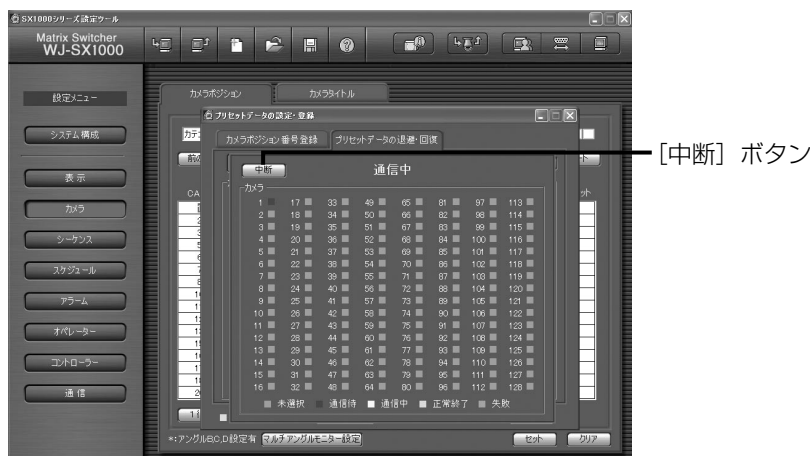 SX1000シリーズ設定ツール
Matrix Switcher
WJ-SX1000
設定メニュー
システム構成
表示
カメラ
シーケンス
スケジュール
アラーム
オペレーター
コントローラー
通信
カメラポジション
カメラタイトル
プリセットデータの設定・登録
カメラポジション番号登録
プリセットデータの退避・回復
中断
通信中
[中断] ボタン
カメラ
1 17 33 49 65 81 97 113
2 18 34 50 66 82 98 114
3 19 35 51 67 83 99 115
4 20 36 52 68 84 100 116
5 21 37 53 69 85 101 117
6 22 38 54 70 86 102 118
7 23 39 55 71 87 103 119
8 24 40 56 72 88 104 120
9 25 41 57 73 89 105 121
10 26 42 58 74 90 106 122
11 27 43 59 75 91 107 123
12 28 44 60 76 92 108 124
13 29 45 61 77 93 109 125
14 30 46 62 78 94 110 126
15 31 47 63 79 95 111 127
16 32 48 64 80 96 112 128
未選択 通信待 通信中 正常終了 失敗
*:アングルB,C,D設定有 マルチアングルモニター設定 セット クリア